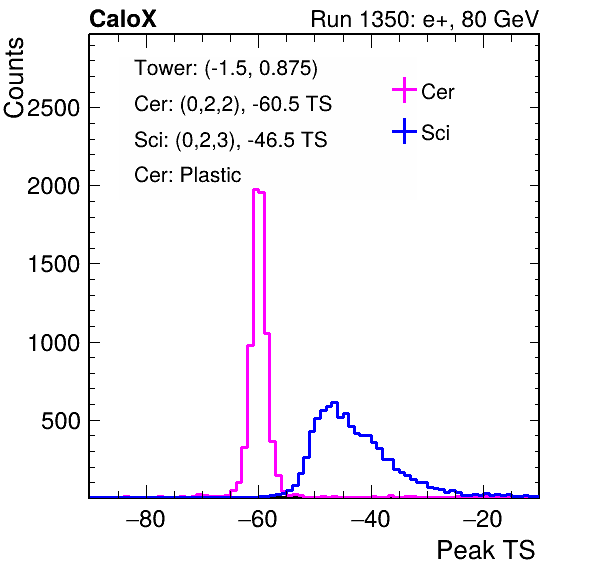 CaloX Run 1350: e+, 80 GeV
Counts
Tower: (-1.5, 0.875)
Cer: (0,2,2), -60.5 TS
Sci: (0,2,3), -46.5 TS
Cer: Plastic
Cer
Sci
2500
2000
1500
1000
500
−80 −60 −40 −20
Peak TS